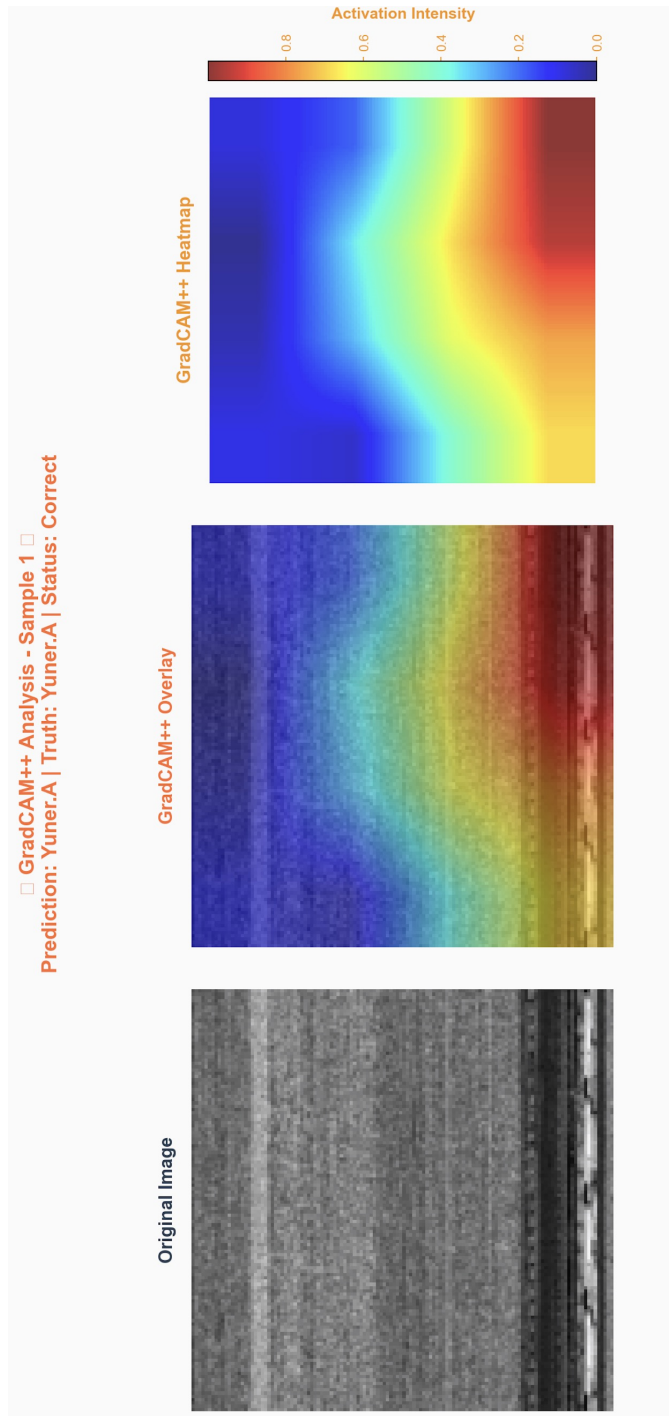 ▯ GradCAM++ Analysis - Sample 1 ▯
Prediction: Yuner.A | Truth: Yuner.A | Status: Correct
Original Image
GradCAM++ Overlay
GradCAM++ Heatmap
0.8
0.6
0.4
0.2
0.0
Activation Intensity